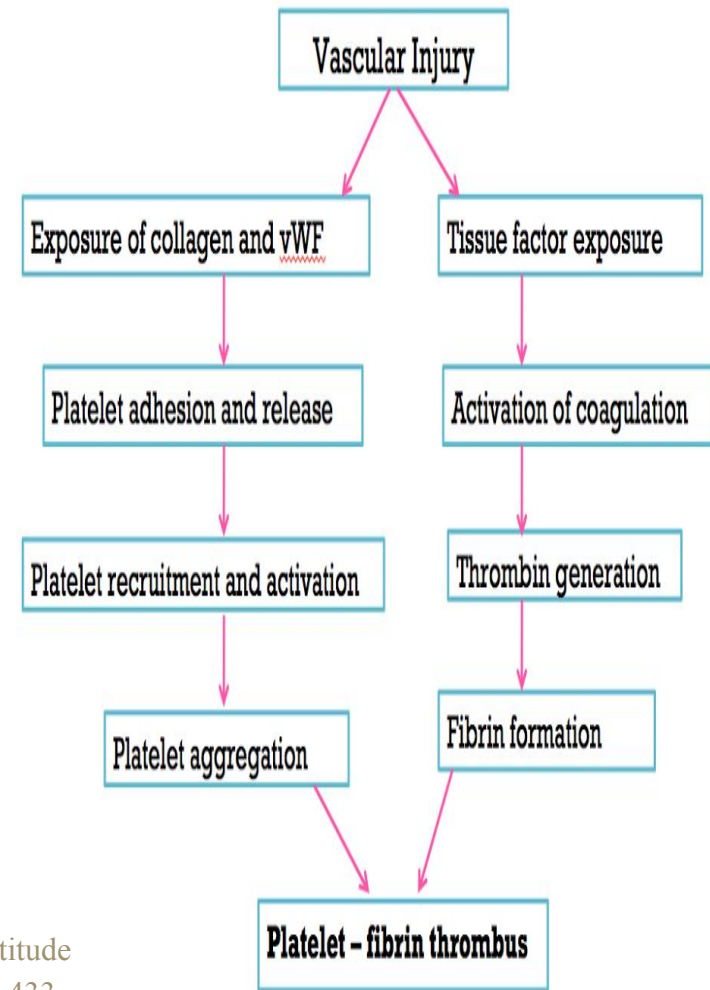 Vascular Injury
Exposure of collagen and vWF
Tissue factor exposure
Platelet adhesion and release
Activation of coagulation
Platelet recruitment and activation
Thrombin generation
Platelet aggregation
Fibrin formation
Platelet – fibrin thrombus
titude